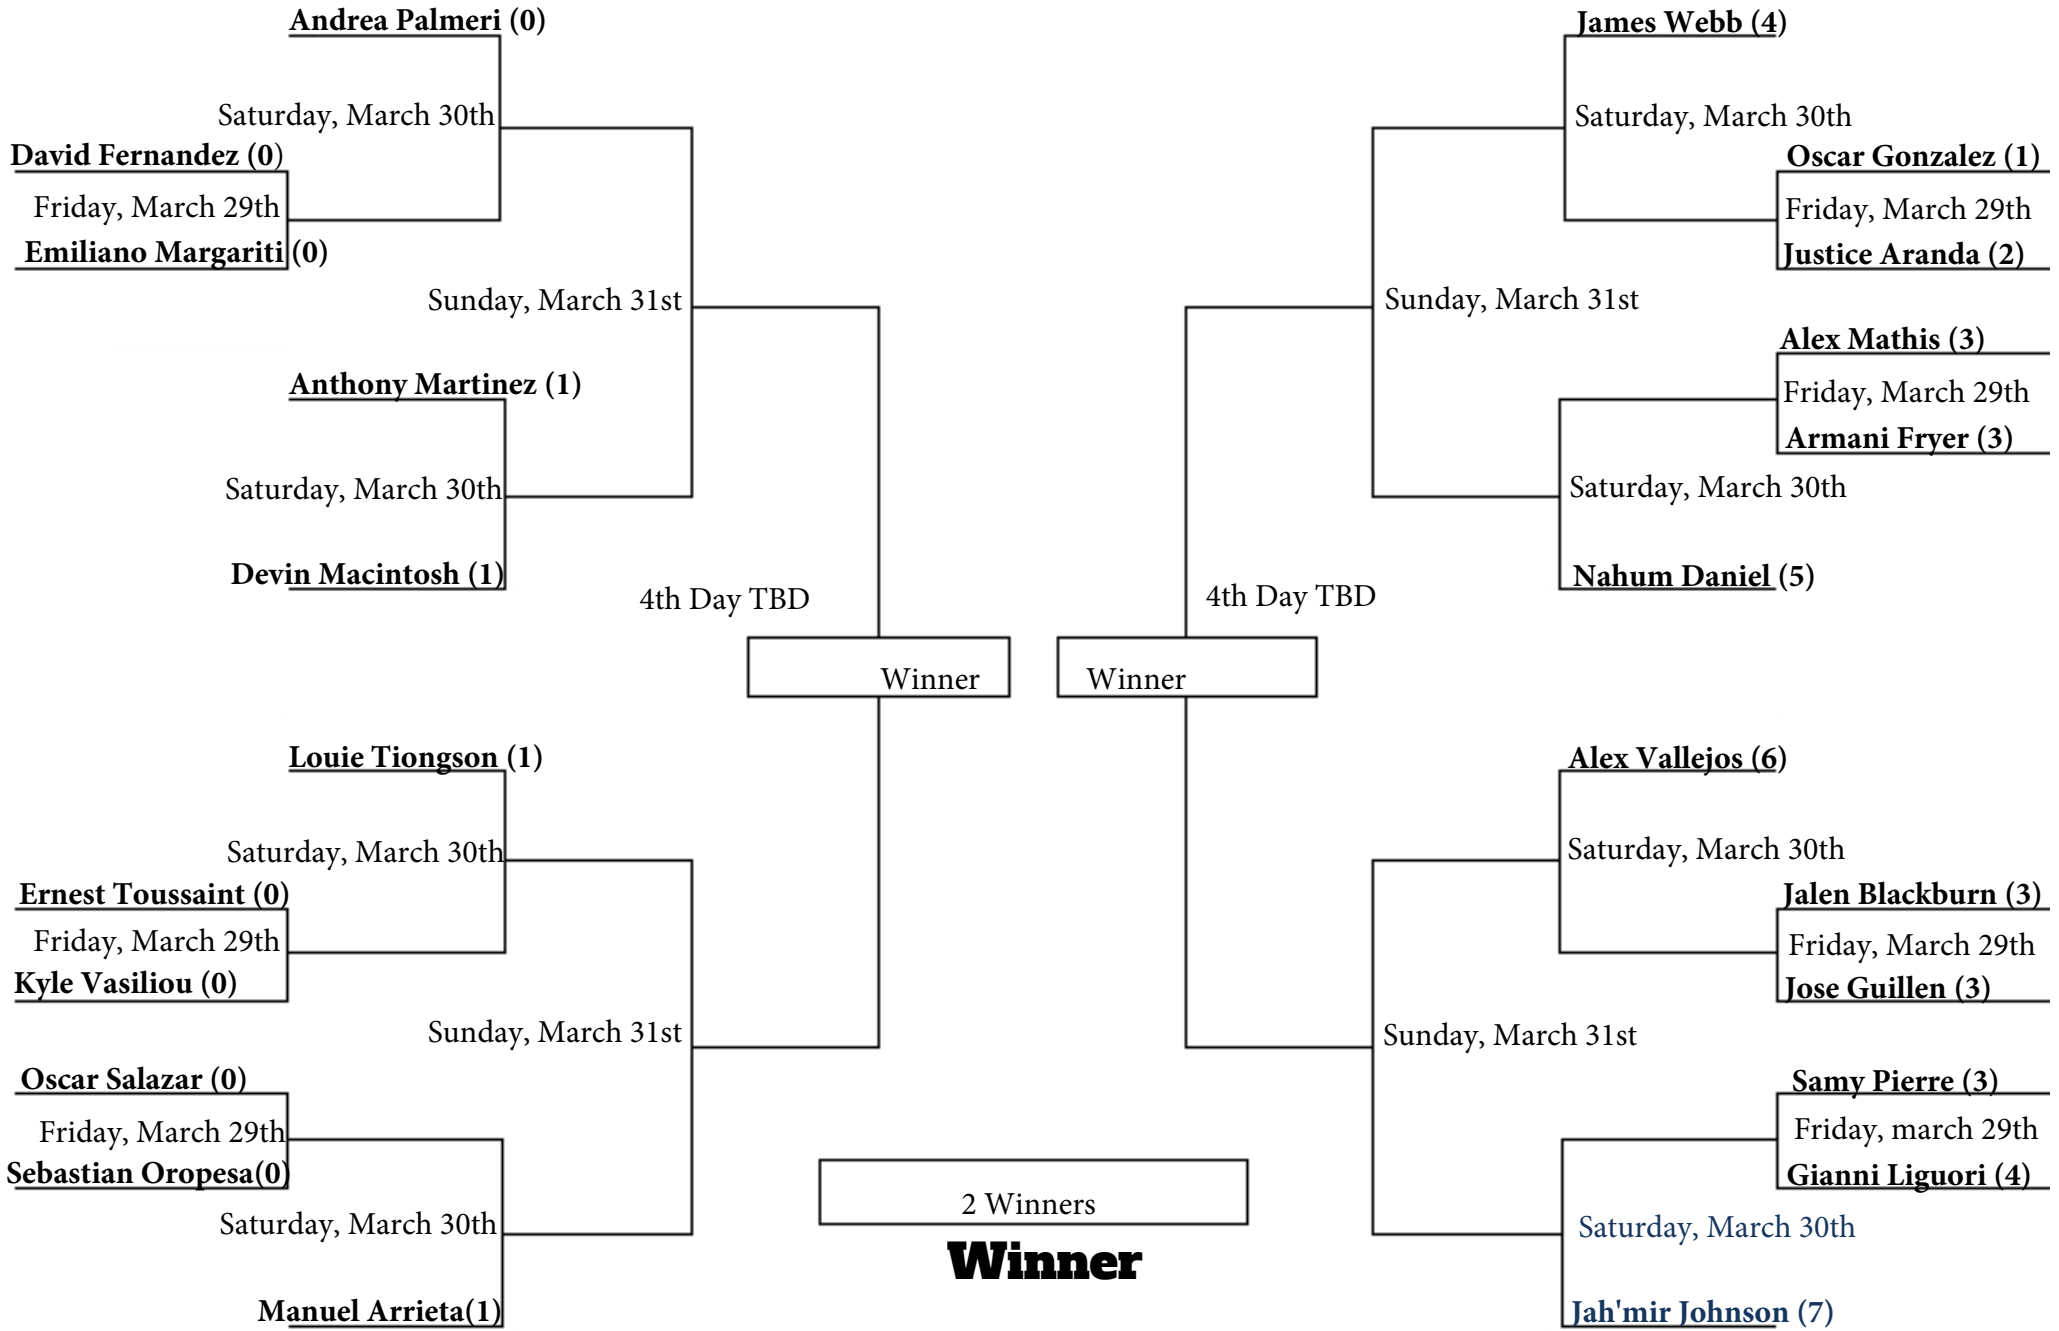 Andrea Palmeri (0)
Saturday, March 30th
David Fernandez (0)
Friday, March 29th
Emiliano Margariti (0)
Sunday, March 31st
Anthony Martinez (1)
Saturday, March 30th
Devin Macintosh (1)
4th Day TBD
Winner
Louie Tiongson (1)
Saturday, March 30th
Ernest Toussaint (0)
Friday, March 29th
Kyle Vasiliou (0)
Sunday, March 31st
Oscar Salazar (0)
Friday, March 29th
Sebastian Oropesa(0)
Saturday, March 30th
Manuel Arrieta(1)
James Webb (4)
Saturday, March 30th
Oscar Gonzalez (1)
Friday, March 29th
Justice Aranda (2)
Sunday, March 31st
Alex Mathis (3)
Friday, March 29th
Armani Fryer (3)
Saturday, March 30th
Nahum Daniel (5)
4th Day TBD
Winner
Alex Vallejos (6)
Saturday, March 30th
Jalen Blackburn (3)
Friday, March 29th
Jose Guillen (3)
Sunday, March 31st
Samy Pierre (3)
Friday, march 29th
Gianni Liguori (4)
Saturday, March 30th
Jah'mir Johnson (7)
2 Winners
Winner